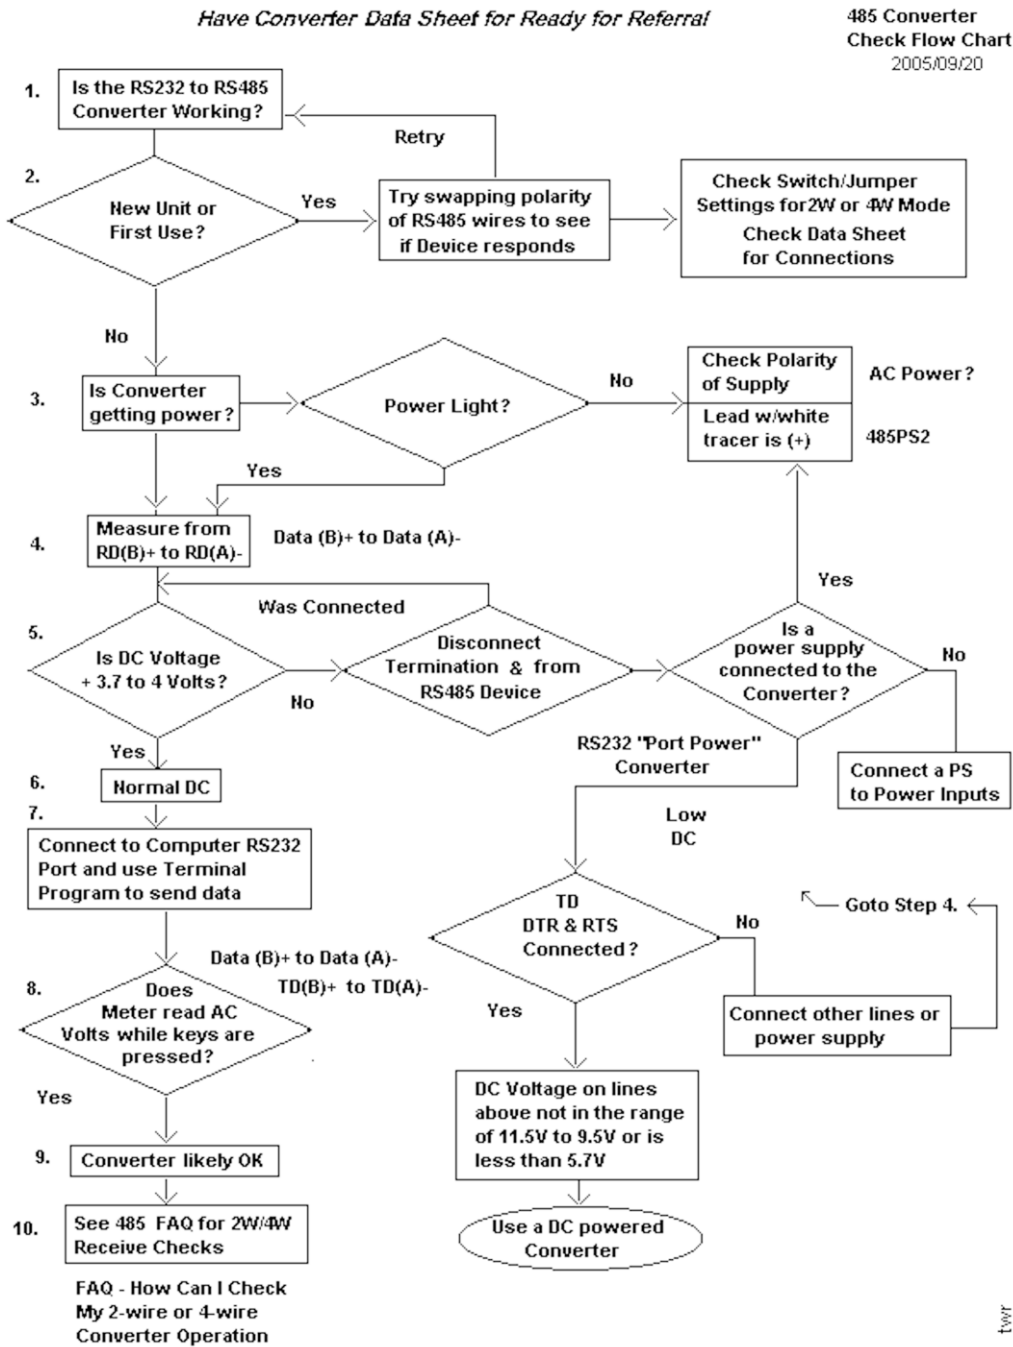 Have Converter Data Sheet for Ready for Referral
485 Converter
Check Flow Chart
2005/09/20
1.
Is the RS232 to RS485
Converter Working?
Retry
2.
New Unit or
First Use?
Yes
Try swapping polarity
of RS485 wires to see
if Device responds
Check Switch/Jumper
Settings for2W or 4W Mode
Check Data Sheet
for Connections
No
3.
Is Converter
getting power?
Power Light?
No
Check Polarity
of Supply
Lead w/white
tracer is (+)
AC Power?
485PS2
Yes
4.
Measure from
RD(B)+ to RD(A)-
Data (B)+ to Data (A)-
Was Connected
Yes
5.
Is DC Voltage
+ 3.7 to 4 Volts?
No
Disconnect
Termination & from
RS485 Device
Is a
power supply
connected to the
Converter?
No
Yes
RS232 "Port Power"
Converter
Connect a PS
to Power Inputs
6.
Normal DC
7.
Connect to Computer RS232
Port and use Terminal
Program to send data
Low
DC
TD
DTR & RTS
Connected?
No
Goto Step 4.
Data (B)+ to Data (A)-
TD(B)+ to TD(A)-
8.
Does
Meter read AC
Volts while keys are
pressed?
Yes
Connect other lines or
power supply
Yes
DC Voltage on lines
above not in the range
of 11.5V to 9.5V or is
less than 5.7V
9.
Converter likely OK
10.
See 485 FAQ for 2W/4W
Receive Checks
Use a DC powered
Converter
FAQ - How Can I Check
My 2-wire or 4-wire
Converter Operation
twr